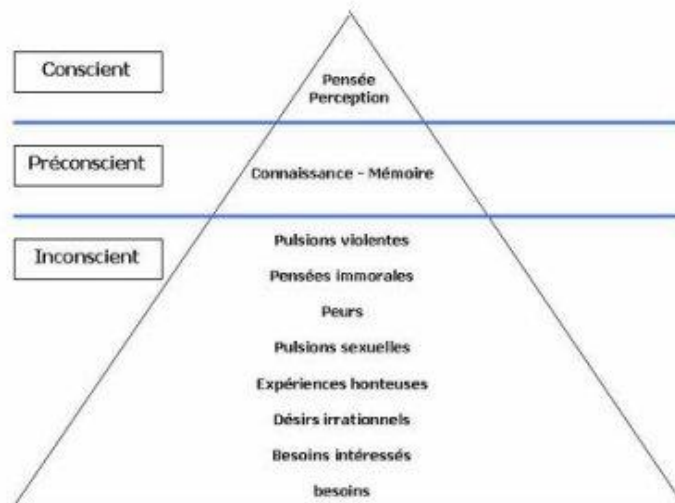 Conscient
Pensée
Perception
Préconscient
Connaissance - Mémoire
Inconscient
Pulsions violentes
Pensées immorales
Peurs
Pulsions sexuelles
Expériences honteuses
Désirs irrationnels
Besoins intéressés
besoins